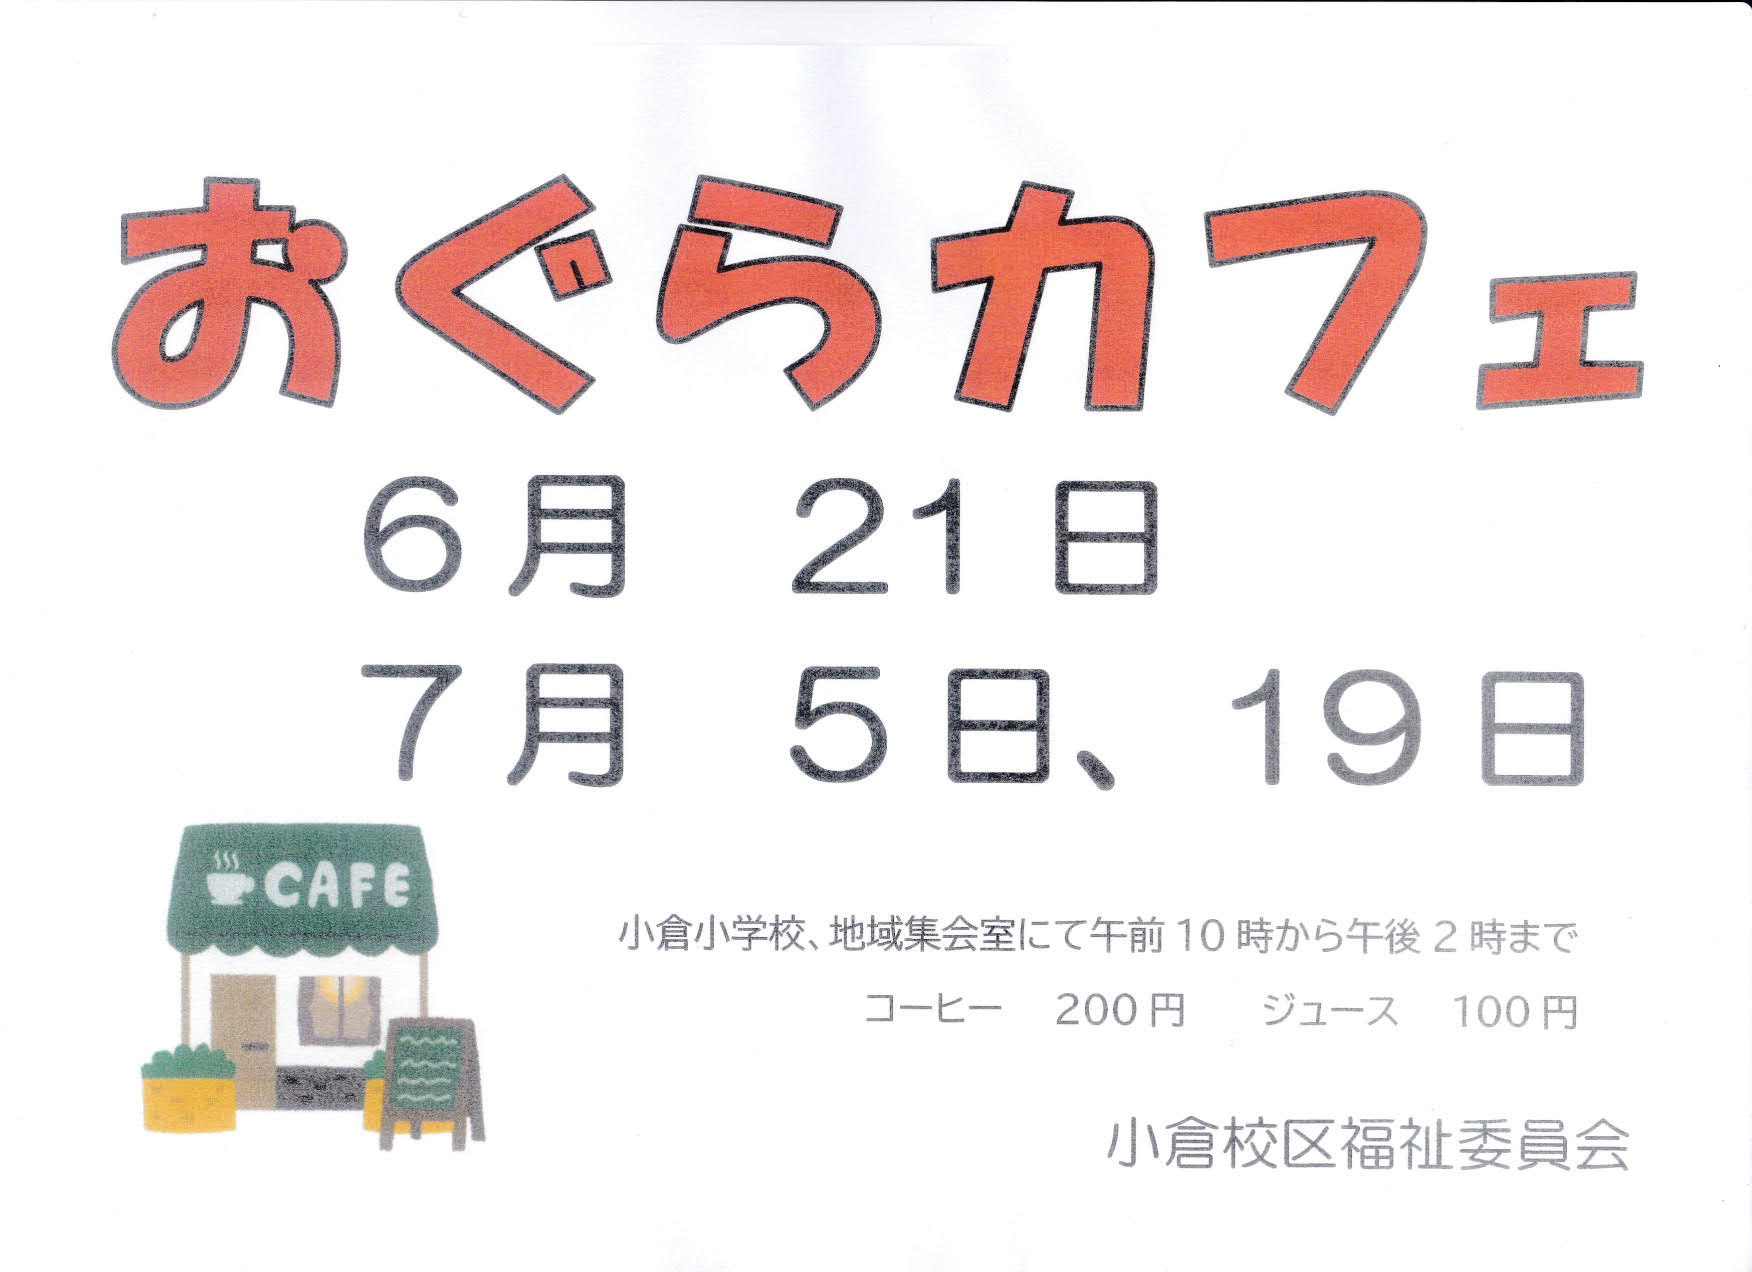 おぐらカフェ
6月 21日
7月 5日、19日
CAFE
小倉小学校、地域集会室にて午前10時から午後2時まで
コーヒー 200円 ジュース 100円
小倉校区福祉委員会